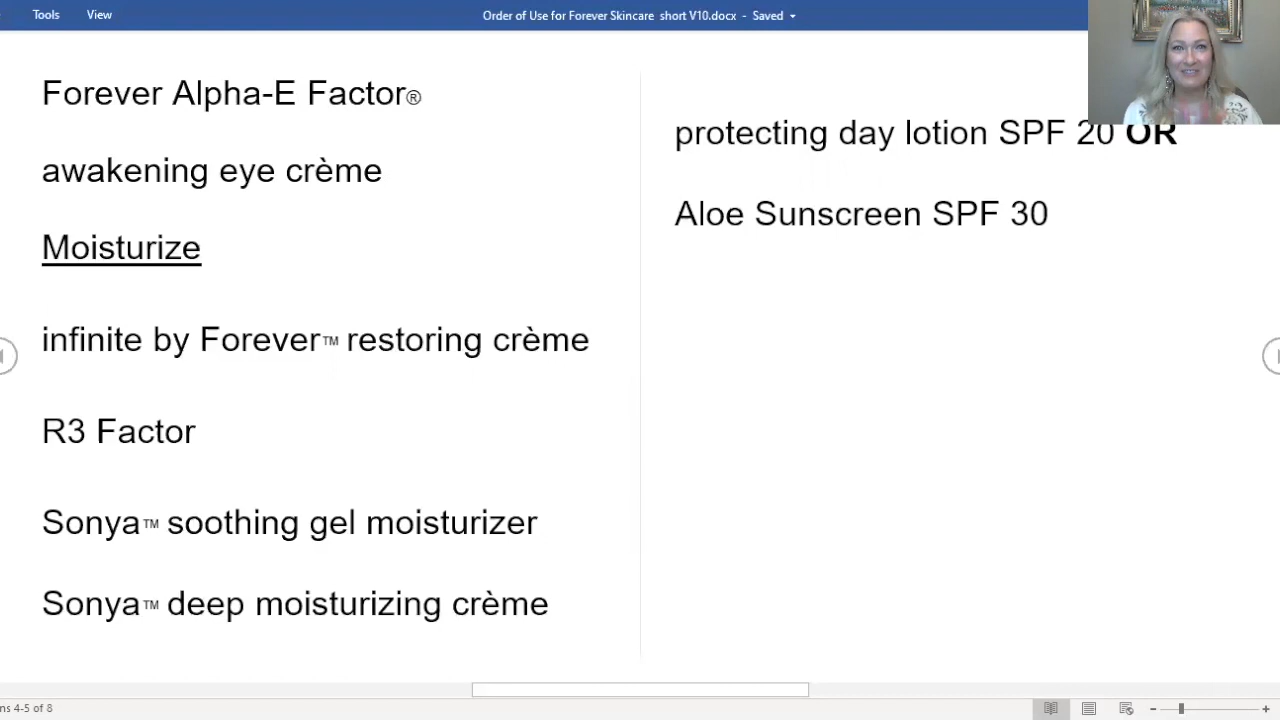 Tools View
Order of Use for Forever Skincare short V10.docx - Saved
Forever Alpha-E Factor®
awakening eye crème
Moisturize
infinite by Forever™ restoring crème
R3 Factor
Sonya™ soothing gel moisturizer
Sonya™ deep moisturizing crème
protecting day lotion SPF 20 OR
Aloe Sunscreen SPF 30
ns 4-5 of 8